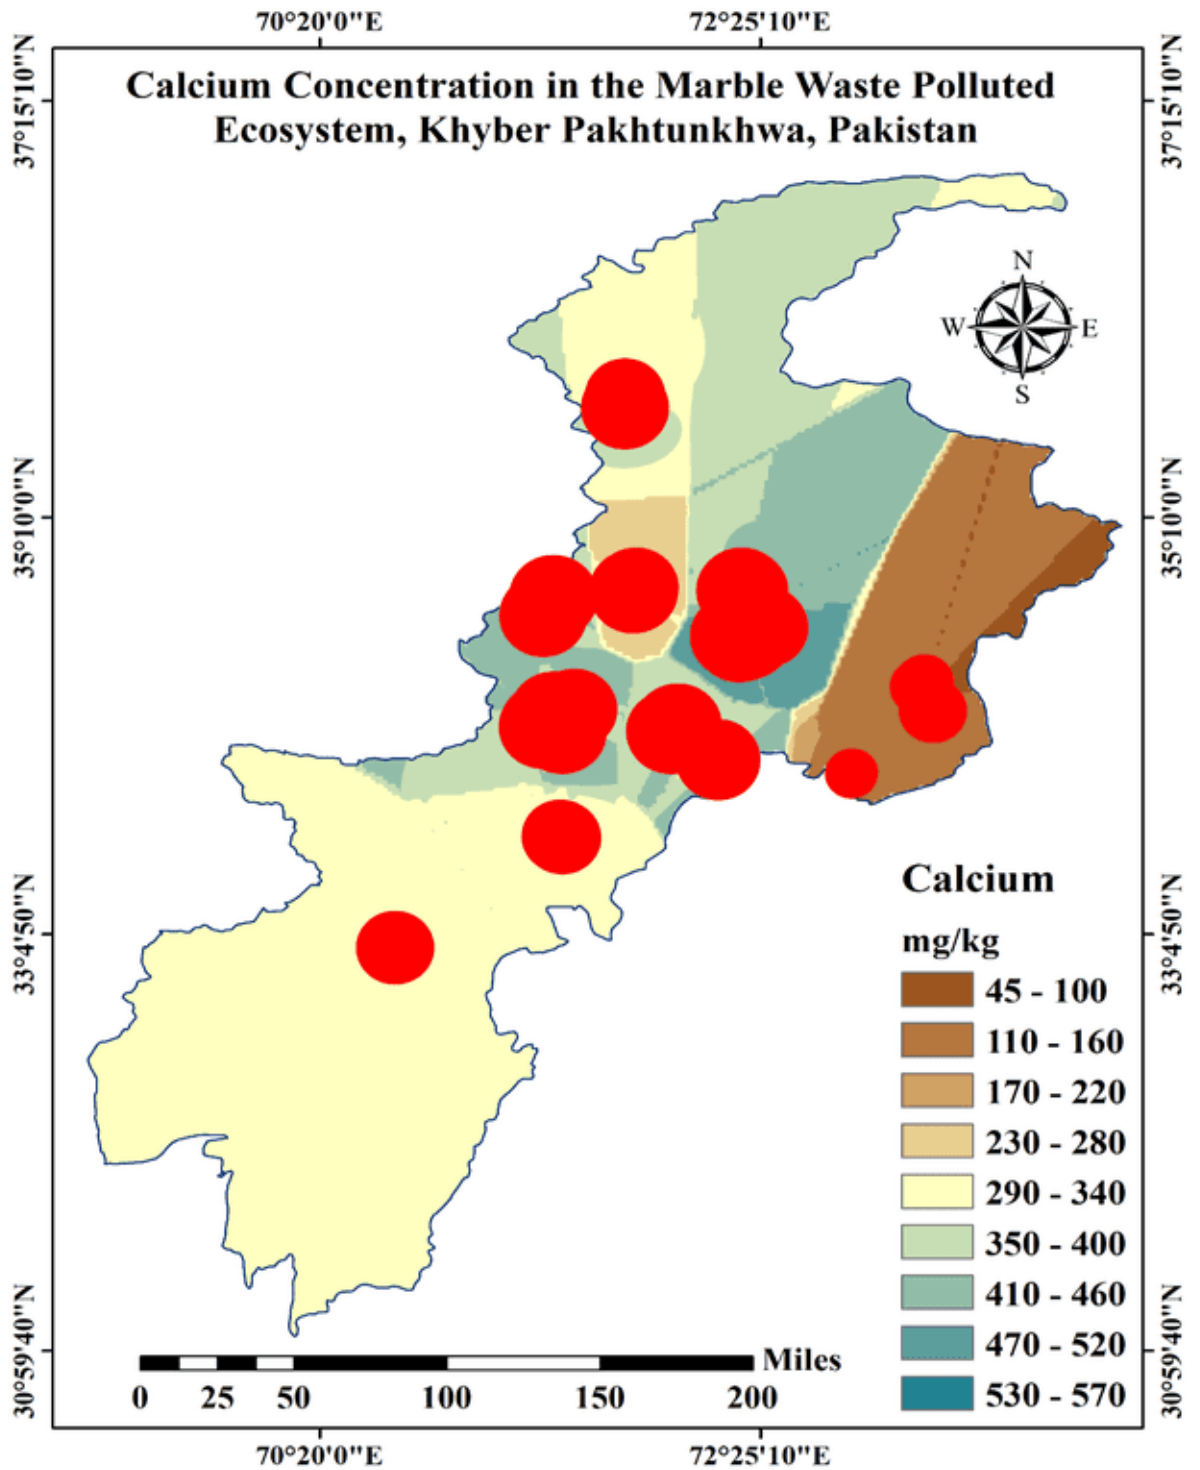 70°20'0"E 72°25'10"E
37°15'10"N 37°15'10"N
Calcium Concentration in the Marble Waste Polluted
Ecosystem, Khyber Pakhtunkhwa, Pakistan
N
W E
S
35°10'0"N 35°10'0"N
33°4'50"N 33°4'50"N
Calcium
mg/kg
45 - 100
110 - 160
170 - 220
230 - 280
290 - 340
350 - 400
410 - 460
470 - 520
530 - 570
30°59'40"N 30°59'40"N
Miles
0 25 50 100 150 200
70°20'0"E 72°25'10"E